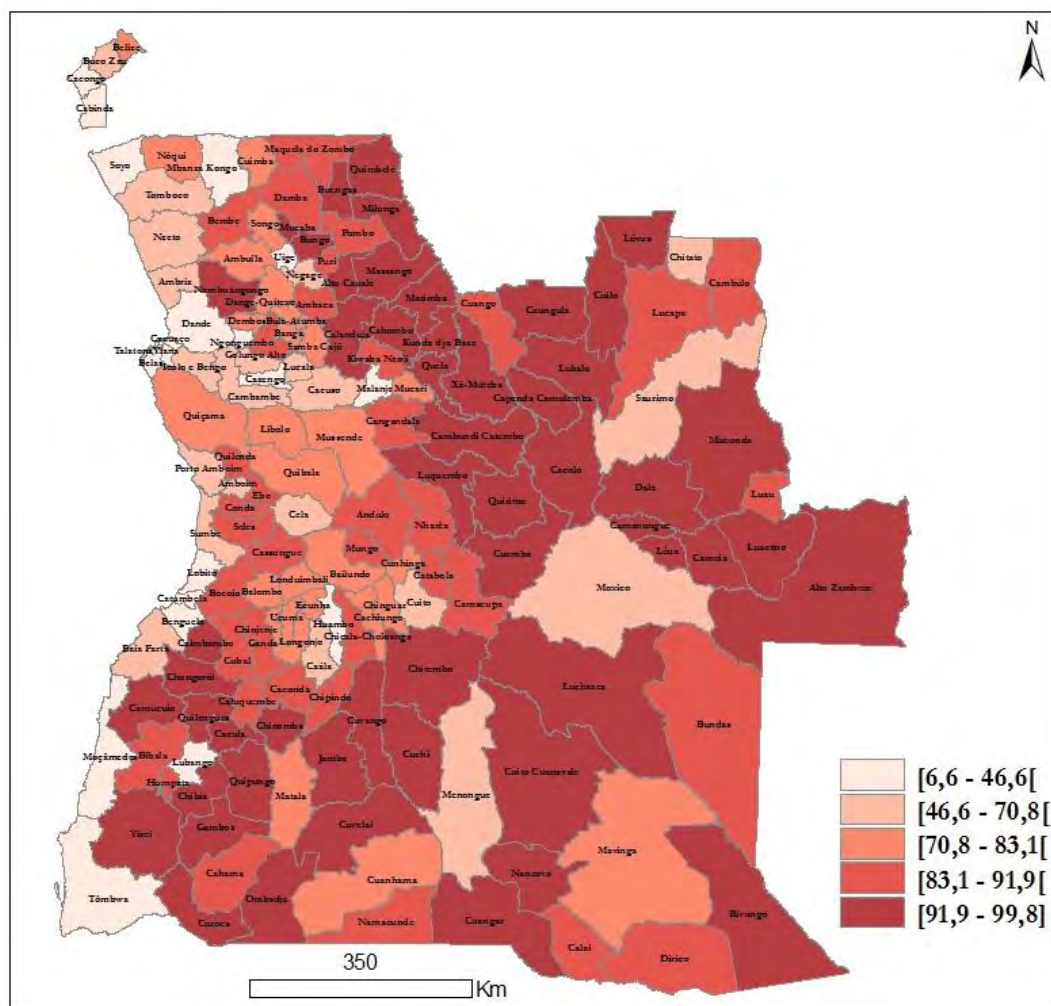 N
Belize
Buco Zau
Cacongo
Cabinda
Soyo
Nóqui
Mbanza Kongo
Cuimba
Maquela do Zombo
Quimbele
Buengas
Tomboco
Damba
Milunga
Bembe
Songo
Mucaba
Nzeto
Bungo
Pombo
Lóvua
Ambuila
Uíge
Puri
Chitato
Negage
Massango
Ambriz
Alto Cauale
Cuilo
Cambulo
Nambuangongo
Marimba
Cuango
Dange-Quitexe
Ambaca
Caungula
Lucapa
Dande
Dembos
Bula-Atumba
Cahombo
Banga
Calandula
Kunda dya Base
Cacuaco
Ngonguembo
Samba Cajú
Talatona
Viana
Golungo Alto
Kiwaba Nzoji
Lubalo
Belas
Icolo e Bengo
Lucala
Quela
Cazengo
Xá-Muteba
Cacuso
Malanje
Mucari
Cambambe
Capenda Camulemba
Saurimo
Quiçama
Cangandala
Libolo
Mussende
Cambundi Catembo
Muconda
Quilenda
Porto Amboim
Quibala
Luquembo
Cacolo
Amboim
Dala
Luau
Ebo
Quirima
Conda
Cela
Andulo
Seles
Nharêa
Camanongue
Sumbe
Luacano
Cassongue
Mungo
Cuemba
Léua
Cameia
Cunhinga
Lobito
Londuimbali
Bailundo
Catabola
Moxico
Alto Zambeze
Bocoio
Balombo
Catumbela
Ecunha
Chinguar
Cuito
Camacupa
Benguela
Ucuma
Huambo
Cachiungo
Chinjenje
Caimbambo
Ganda
Longonjo
Chicala-Choloanga
Baía Farta
Cubal
Caála
Chongoroi
Chitembo
Caconda
Luchazes
Camucuio
Caluquembe
Chipindo
Quilengues
Chicomba
Cuvango
Bundas
Cacula
Moçâmedes
Bibala
Lubango
Jamba
Cuchi
Cuito Cuanavale
Humpata
Quipungo
Chibia
Matala
Menongue
Virei
Gambos
Cuvelai
Mavinga
Cahama
Cuanhama
Nancova
Tômbwa
Ombadja
Curoca
Namacunde
Cuangar
Rivungo
Calai
Dirico
[6,6 - 46,6[
[46,6 - 70,8[
[70,8 - 83,1[
[83,1 - 91,9[
[91,9 - 99,8]
350
Km